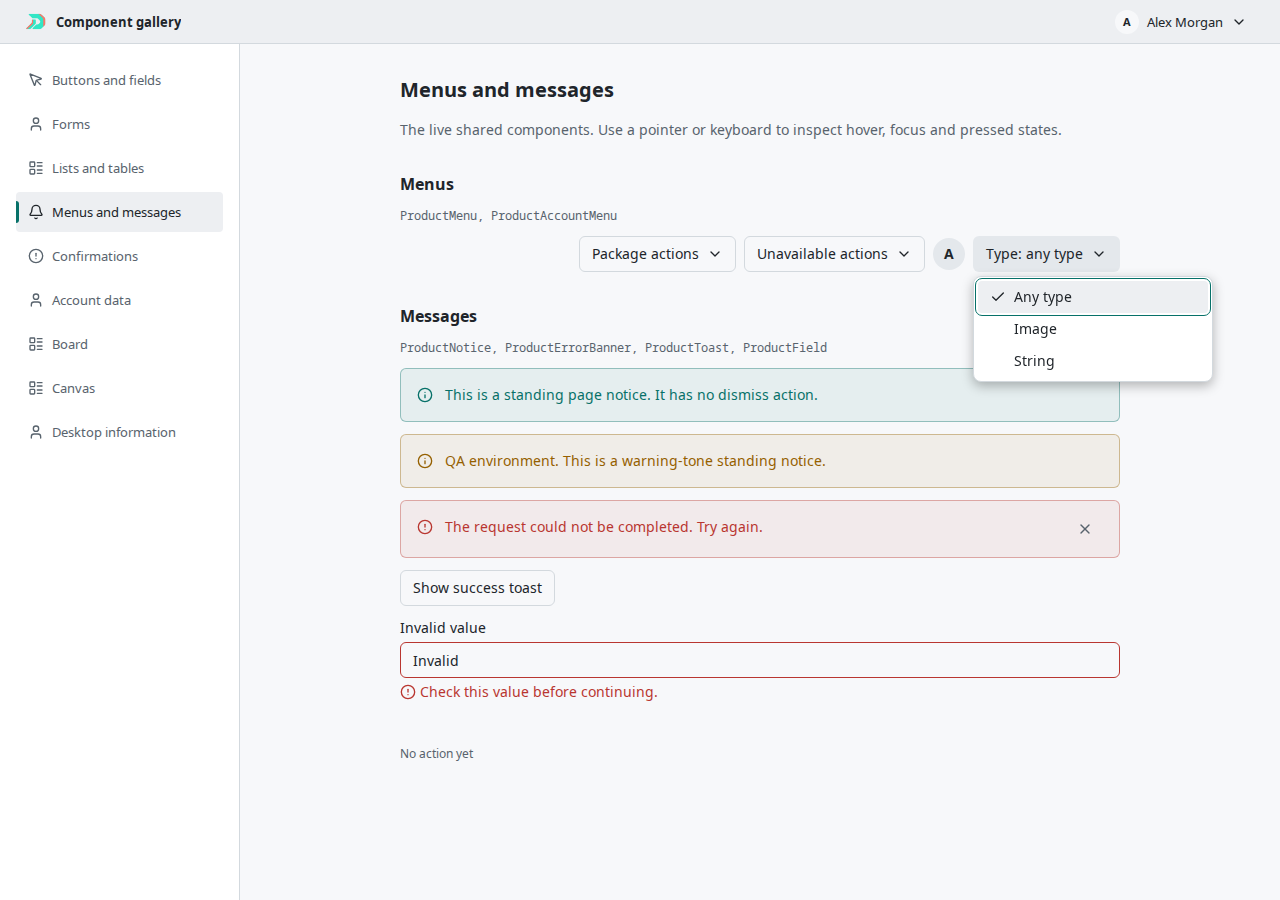 Component gallery
A
Alex Morgan
Buttons and fields
Forms
Lists and tables
Menus and messages
Confirmations
Account data
Board
Canvas
Desktop information
Menus and messages
The live shared components. Use a pointer or keyboard to inspect hover, focus and pressed states.
Menus
ProductMenu, ProductAccountMenu
Package actions
Unavailable actions
A
Type: any type
Any type
Image
String
Messages
ProductNotice, ProductErrorBanner, ProductToast, ProductField
This is a standing page notice. It has no dismiss action.
QA environment. This is a warning-tone standing notice.
The request could not be completed. Try again.
Show success toast
Invalid value
Invalid
Check this value before continuing.
No action yet